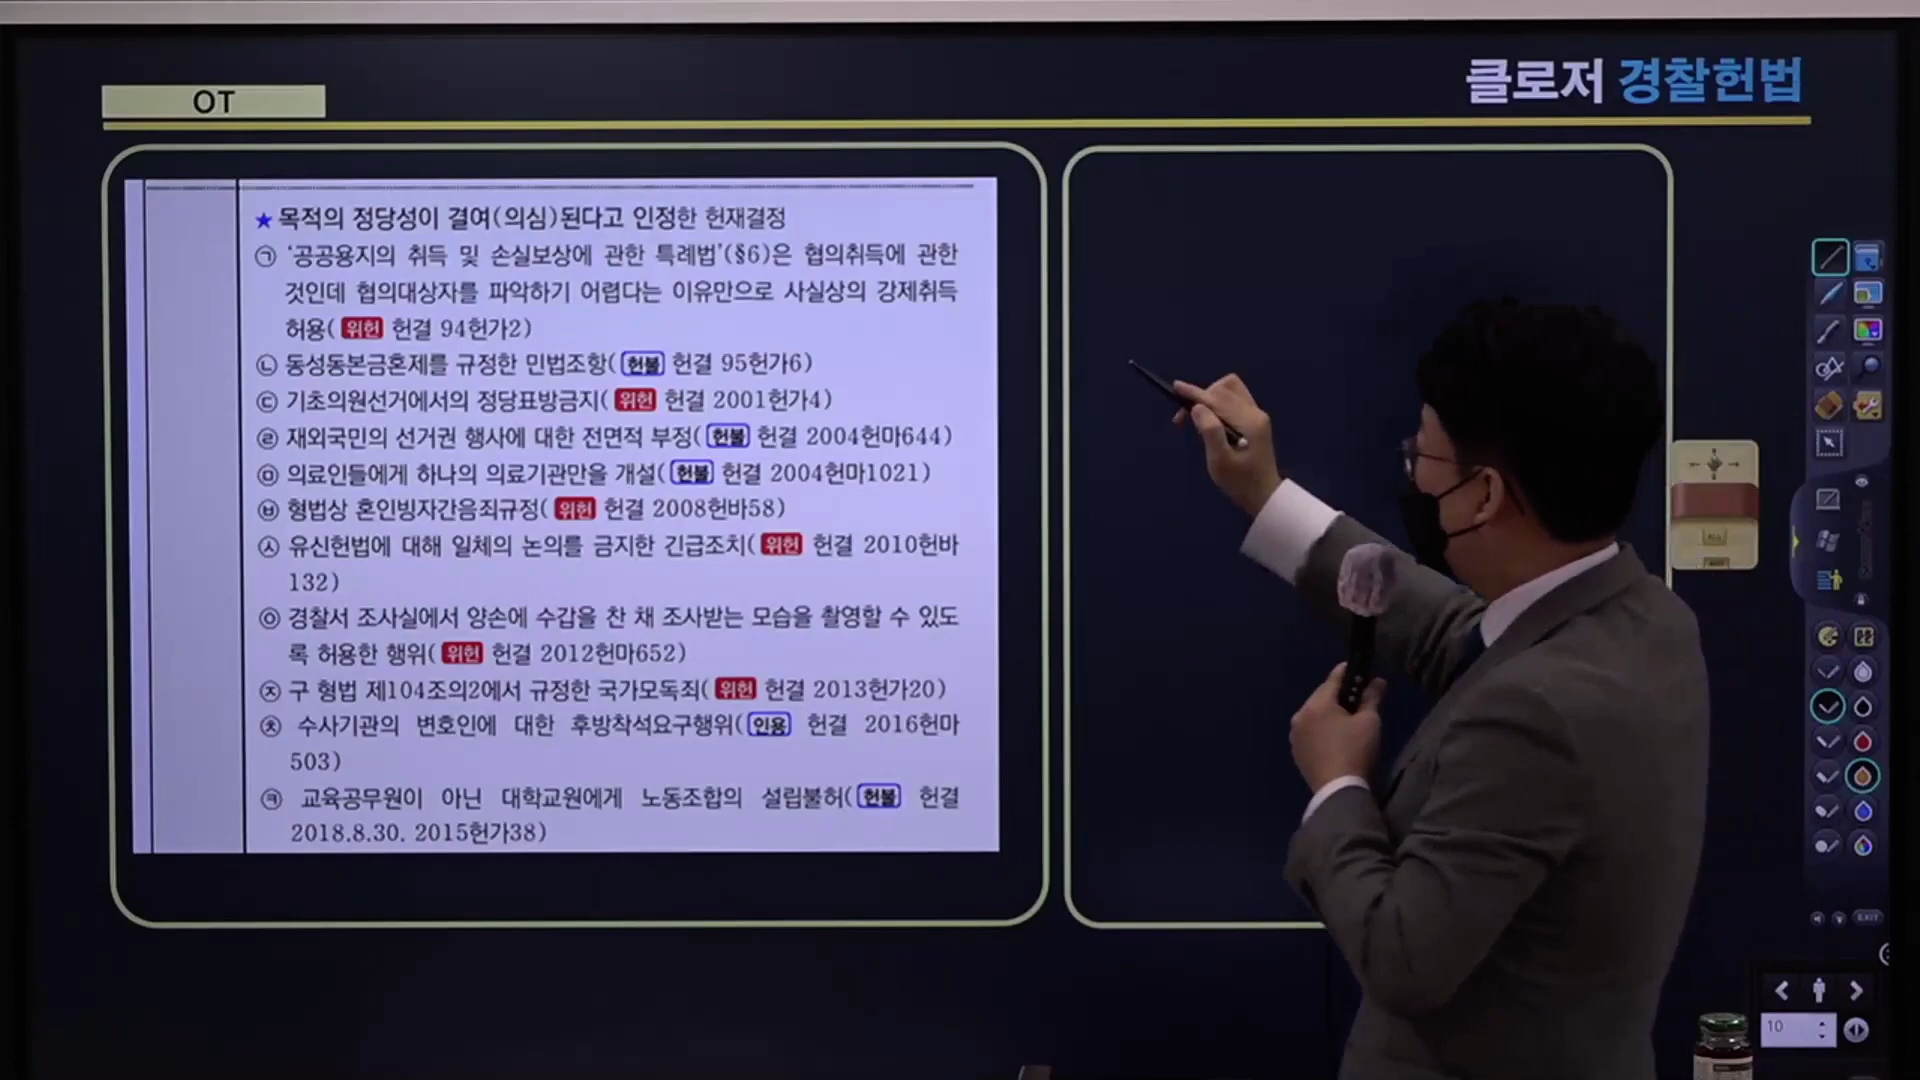 OT
클로저 경찰헌법
★ 목적의 정당성이 결여(의심)된다고 인정한 헌재결정
㉠ ‘공공용지의 취득 및 손실보상에 관한 특례법’(§6)은 협의취득에 관한
것인데 협의대상자를 파악하기 어렵다는 이유만으로 사실상의 강제취득
허용( 위헌 헌결 94헌가2)
㉡ 동성동본금혼제를 규정한 민법조항( 헌불 헌결 95헌가6)
㉢ 기초의원선거에서의 정당표방금지( 위헌 헌결 2001헌가4)
㉣ 재외국민의 선거권 행사에 대한 전면적 부정( 헌불 헌결 2004헌마644)
㉤ 의료인들에게 하나의 의료기관만을 개설( 헌불 헌결 2004헌마1021)
㉥ 형법상 혼인빙자간음죄규정( 위헌 헌결 2008헌바58)
㉦ 유신헌법에 대해 일체의 논의를 금지한 긴급조치( 위헌 헌결 2010헌바
132)
㉧ 경찰서 조사실에서 양손에 수갑을 찬 채 조사받는 모습을 촬영할 수 있도
록 허용한 행위( 위헌 헌결 2012헌마652)
㉨ 구 형법 제104조의2에서 규정한 국가모독죄( 위헌 헌결 2013헌가20)
㉩ 수사기관의 변호인에 대한 후방착석요구행위( 인용 헌결 2016헌마
503)
㉪ 교육공무원이 아닌 대학교원에게 노동조합의 설립불허( 헌불 헌결
2018.8.30. 2015헌가38)
EXIT
10